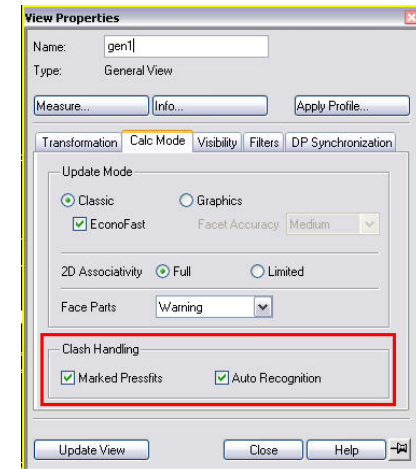 View Properties
Name: gen1
Type: General View
Measure... Info... Apply Profile...
Transformation Calc Mode Visibility Filters DP Synchronization
Update Mode
Classic Graphics
EconoFast Facet Accuracy Medium
2D Associativity Full Limited
Face Parts Warning
Clash Handling
Marked Pressfits Auto Recognition
Update View Close Help